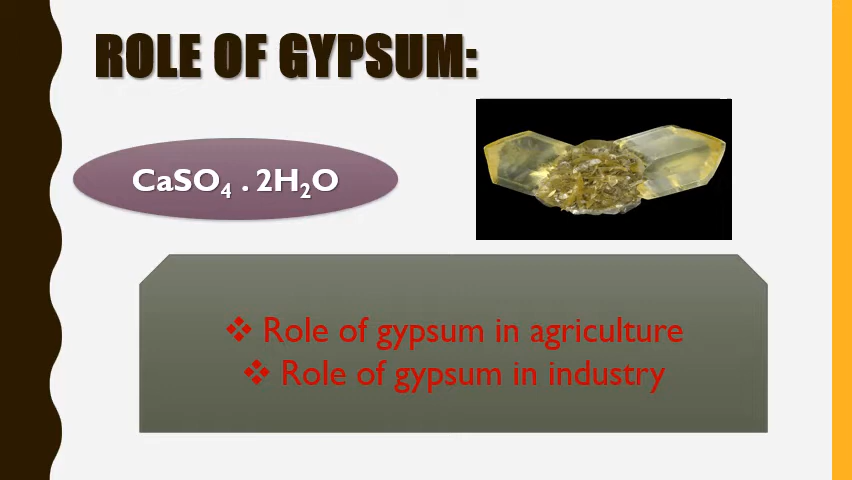 ROLE OF GYPSUM:
CaSO₄ . 2H₂O
❖ Role of gypsum in agriculture
❖ Role of gypsum in industry